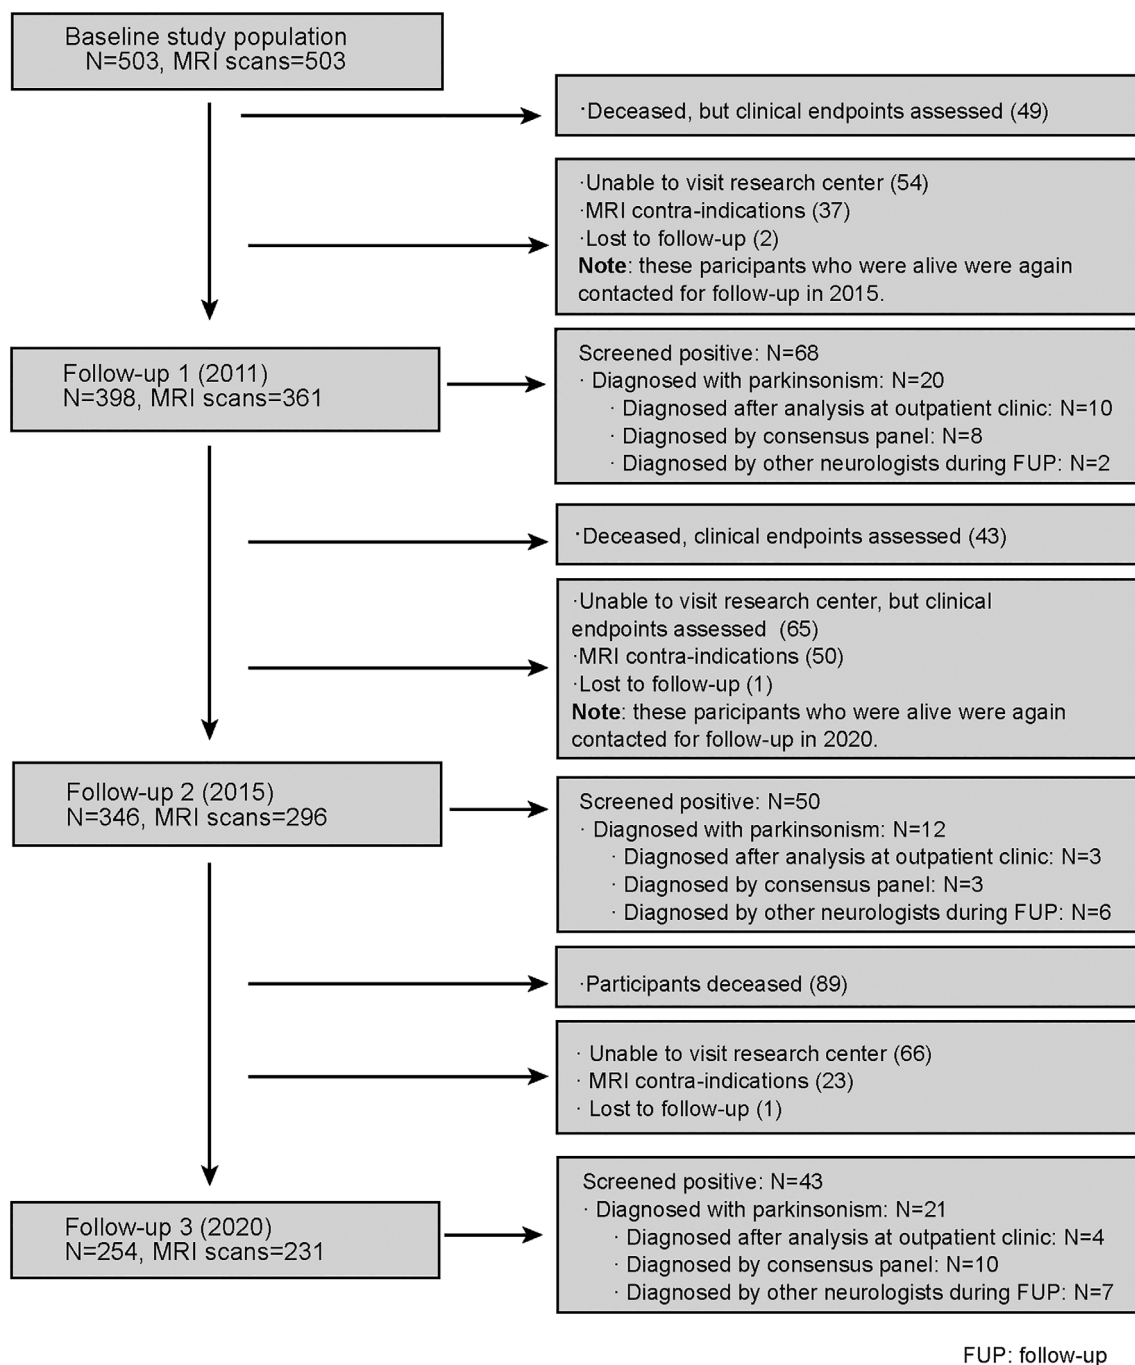 Baseline study population
N=503, MRI scans=503
·Deceased, but clinical endpoints assessed (49)
·Unable to visit research center (54)
·MRI contra-indications (37)
·Lost to follow-up (2)
Note: these paricipants who were alive were again
contacted for follow-up in 2015.
Follow-up 1 (2011)
N=398, MRI scans=361
Screened positive: N=68
· Diagnosed with parkinsonism: N=20
· Diagnosed after analysis at outpatient clinic: N=10
· Diagnosed by consensus panel: N=8
· Diagnosed by other neurologists during FUP: N=2
·Deceased, clinical endpoints assessed (43)
·Unable to visit research center, but clinical
endpoints assessed (65)
·MRI contra-indications (50)
·Lost to follow-up (1)
Note: these paricipants who were alive were again
contacted for follow-up in 2020.
Follow-up 2 (2015)
N=346, MRI scans=296
Screened positive: N=50
· Diagnosed with parkinsonism: N=12
· Diagnosed after analysis at outpatient clinic: N=3
· Diagnosed by consensus panel: N=3
· Diagnosed by other neurologists during FUP: N=6
·Participants deceased (89)
· Unable to visit research center (66)
· MRI contra-indications (23)
· Lost to follow-up (1)
Follow-up 3 (2020)
N=254, MRI scans=231
Screened positive: N=43
· Diagnosed with parkinsonism: N=21
· Diagnosed after analysis at outpatient clinic: N=4
· Diagnosed by consensus panel: N=10
· Diagnosed by other neurologists during FUP: N=7
FUP: follow-up